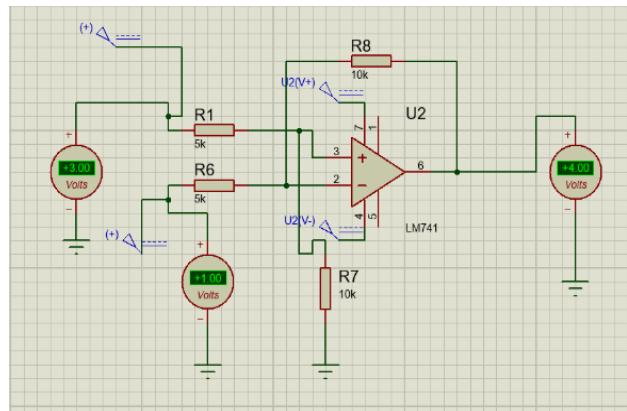 (+)
R8
10k
U2(V+)
U2
R1
5k
7
1
+
+3.00
Volts
-
3
+
6
+
+4.00
Volts
-
R6
5k
2
-
4
5
LM741
(+)
U2(V-)
+
+1.00
Volts
-
R7
10k